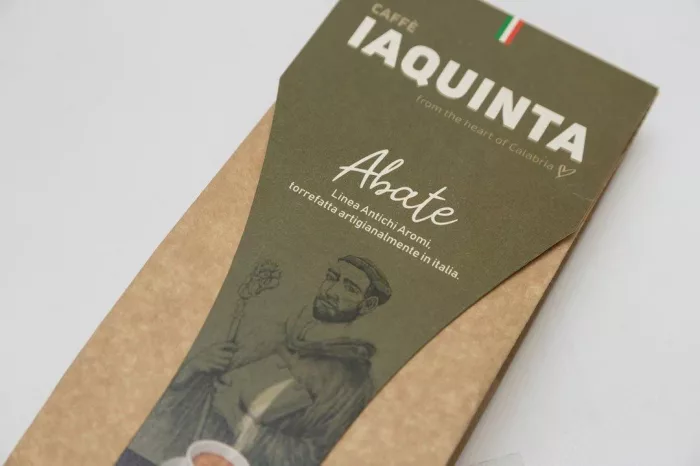 CAFFÈ
IAQUINTA
from the heart of Calabria
Abate
Linea Antichi Aromi.
torrefatta artigianalmente in italia.